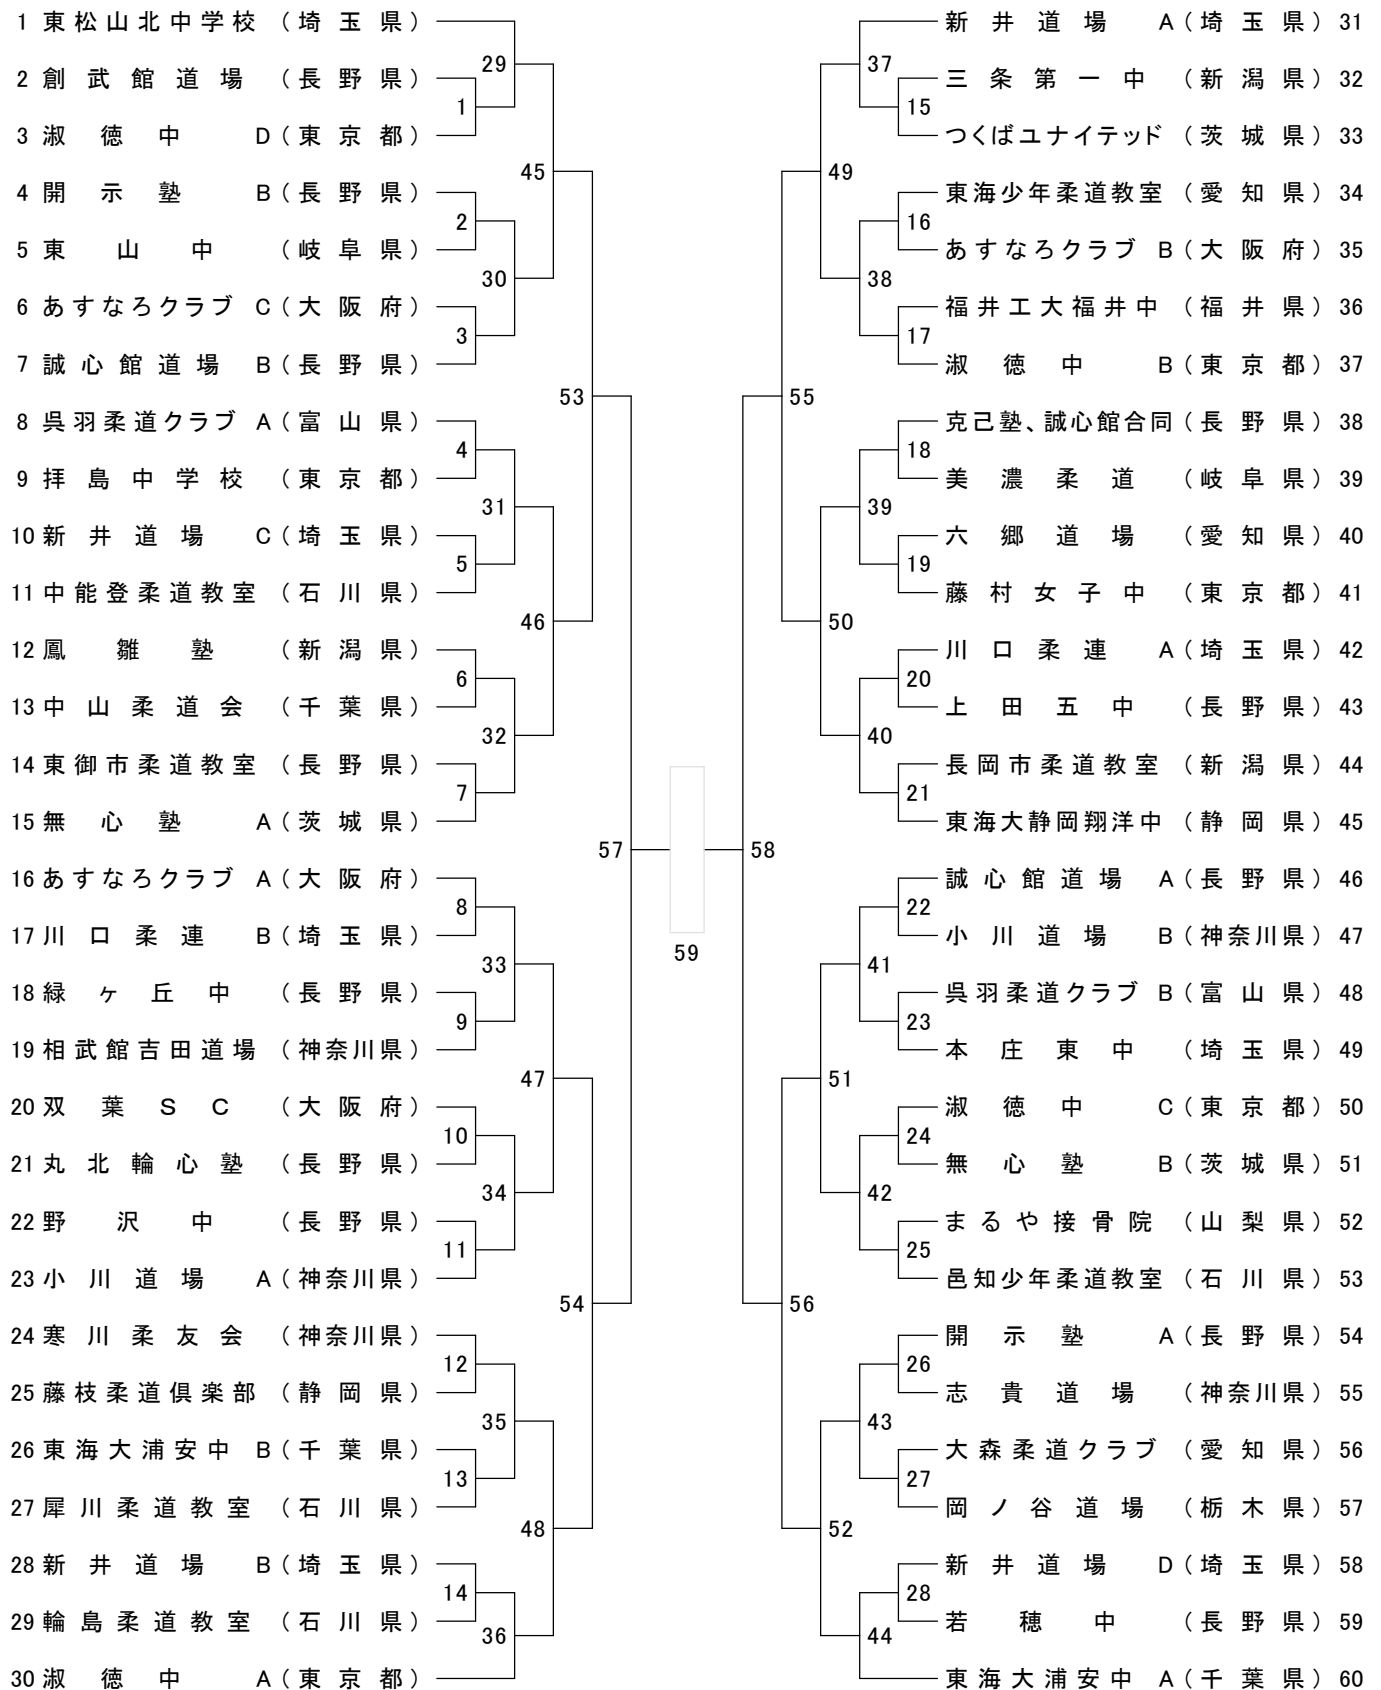 1 東松山北中学校 （埼玉県）
2 創武館道場 （長野県）
3 淑徳中 D（東京都）
4 開示塾 B（長野県）
5 東山中 （岐阜県）
6 あすなろクラブ C（大阪府）
7 誠心館道場 B（長野県）
8 呉羽柔道クラブ A（富山県）
9 拝島中学校 （東京都）
10 新井道場 C（埼玉県）
11 中能登柔道教室 （石川県）
12 鳳雛塾 （新潟県）
13 中山柔道会 （千葉県）
14 東御市柔道教室 （長野県）
15 無心塾 A（茨城県）
16 あすなろクラブ A（大阪府）
17 川口柔連 B（埼玉県）
18 緑ヶ丘中 （長野県）
19 相武館吉田道場 （神奈川県）
20 双葉ＳＣ （大阪府）
21 丸北輪心塾 （長野県）
22 野沢中 （長野県）
23 小川道場 A（神奈川県）
24 寒川柔友会 （神奈川県）
25 藤枝柔道倶楽部 （静岡県）
26 東海大浦安中 B（千葉県）
27 犀川柔道教室 （石川県）
28 新井道場 B（埼玉県）
29 輪島柔道教室 （石川県）
30 淑徳中 A（東京都）
1
2
3
4
5
6
7
8
9
10
11
12
13
14
29
30
31
32
33
34
35
36
45
46
47
48
53
54
57
59
58
55
56
49
50
51
52
37
38
39
40
41
42
43
44
15
16
17
18
19
20
21
22
23
24
25
26
27
28
新井道場 A（埼玉県） 31
三条第一中 （新潟県） 32
つくばユナイテッド （茨城県） 33
東海少年柔道教室 （愛知県） 34
あすなろクラブ B（大阪府） 35
福井工大福井中 （福井県） 36
淑徳中 B（東京都） 37
克己塾、誠心館合同（長野県） 38
美濃柔道 （岐阜県） 39
六郷道場 （愛知県） 40
藤村女子中 （東京都） 41
川口柔連 A（埼玉県） 42
上田五中 （長野県） 43
長岡市柔道教室 （新潟県） 44
東海大静岡翔洋中 （静岡県） 45
誠心館道場 A（長野県） 46
小川道場 B（神奈川県） 47
呉羽柔道クラブ B（富山県） 48
本庄東中 （埼玉県） 49
淑徳中 C（東京都） 50
無心塾 B（茨城県） 51
まるや接骨院 （山梨県） 52
邑知少年柔道教室 （石川県） 53
開示塾 A（長野県） 54
志貴道場 （神奈川県） 55
大森柔道クラブ （愛知県） 56
岡ノ谷道場 （栃木県） 57
新井道場 D（埼玉県） 58
若穂中 （長野県） 59
東海大浦安中 A（千葉県） 60